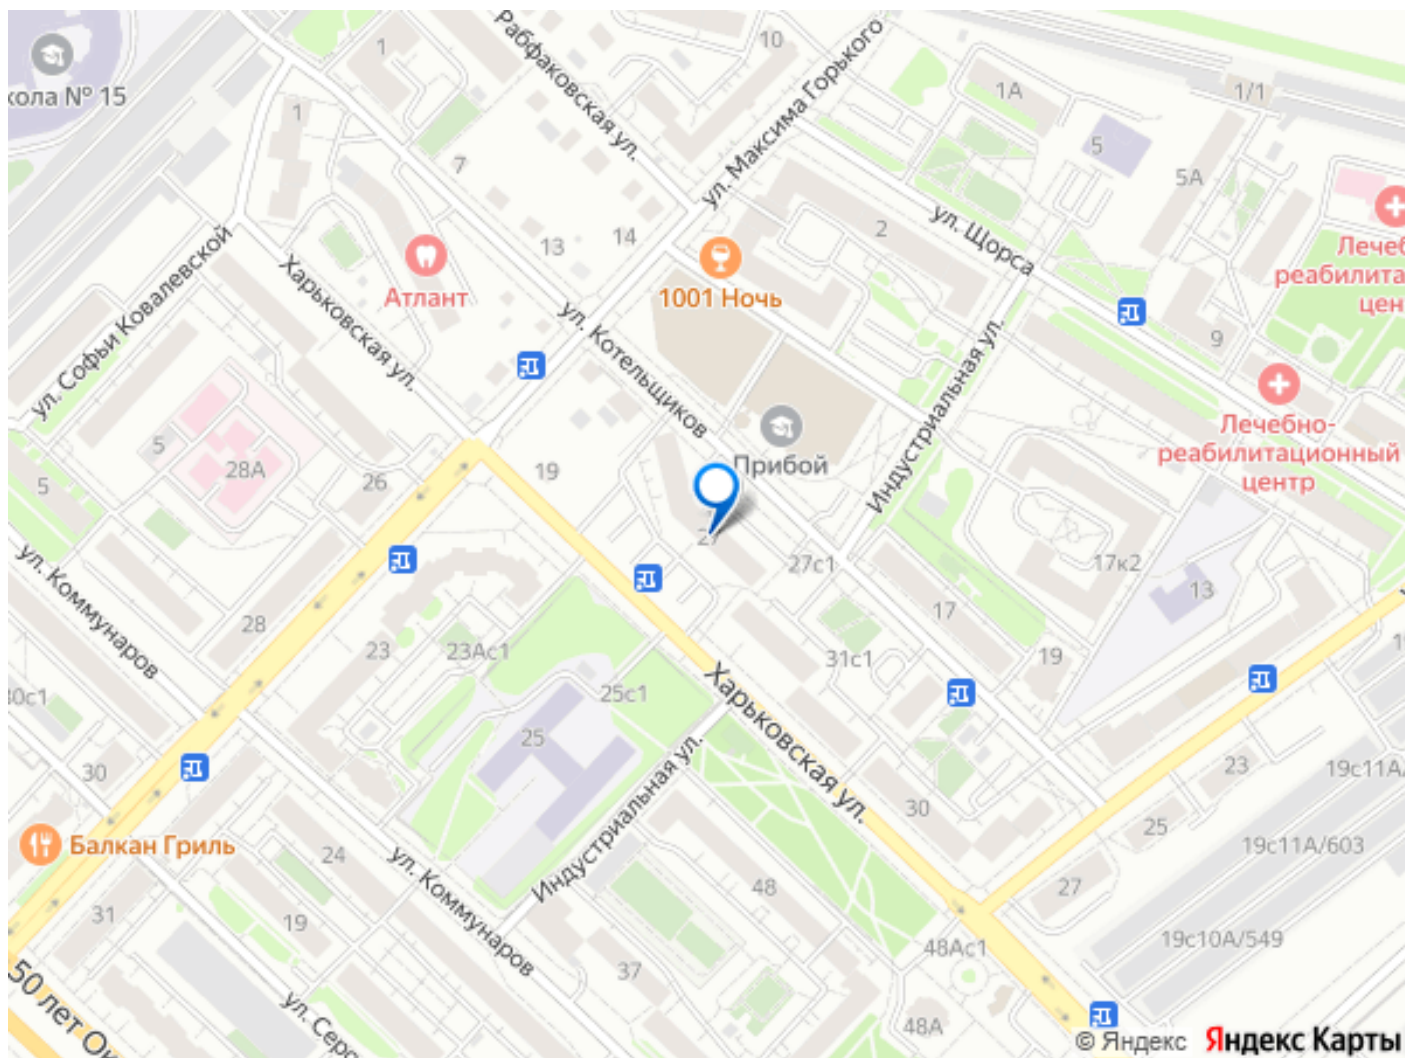 Рабфаковская ул.
10
ул. Максима Горького
1
кола № 15
1
7
1А
1/1
5
5А
ул. Щорса
2
14
13
1001 Ночь
Атлант
Харьковская ул.
ул. Софьи Ковалевской
ул. Котельщиков
Индустриальная ул.
9
Лечебно-
реабилитационный
центр
Прибой
5
28А
5
26
19
27с1
17к2
13
17
19
31с1
28
23
23Ас1
25с1
25
ул. Коммунаров
30с1
30
Харьковская ул.
Индустриальная ул.
30
23
25
27
19с11А/
19с11А/603
19с10А/549
Балкан Гриль
24
31
19
ул. Коммунаров
48
37
48Ас1
48А
50 лет Ок
ул. Серо
© Яндекс Яндекс Карты